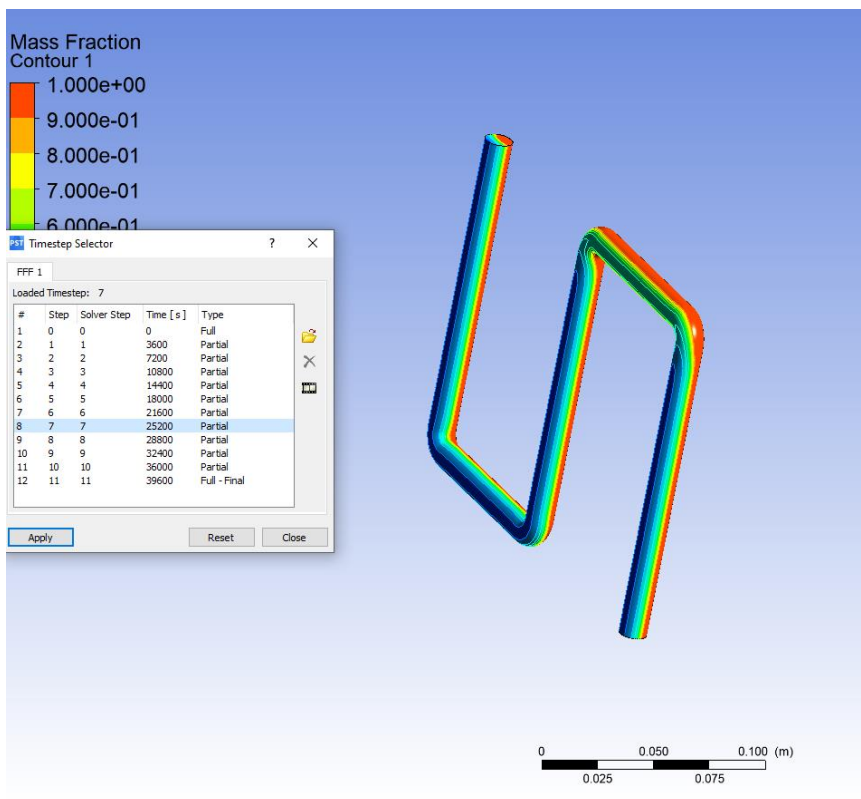 Mass Fraction
Contour 1
1.000e+00
9.000e-01
8.000e-01
7.000e-01
6.000e-01
PST Timestep Selector ? X
FFF 1
Loaded Timestep: 7
# Step Solver Step Time [ s ] Type
1 0 0 0 Full
2 1 1 3600 Partial
3 2 2 7200 Partial
4 3 3 10800 Partial
5 4 4 14400 Partial
6 5 5 18000 Partial
7 6 6 21600 Partial
8 7 7 25200 Partial
9 8 8 28800 Partial
10 9 9 32400 Partial
11 10 10 36000 Partial
12 11 11 39600 Full - Final
Apply Reset Close
0 0.050 0.100 (m)
0.025 0.075